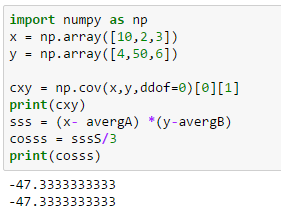 import numpy as np
x = np.array([10,2,3])
y = np.array([4,50,6])
cxy = np.cov(x,y,ddof=0)[0][1]
print(cxy)
sss = (x- avergA) *(y-avergB)
cosss = sssS/3
print(cosss)
-47.3333333333
-47.3333333333